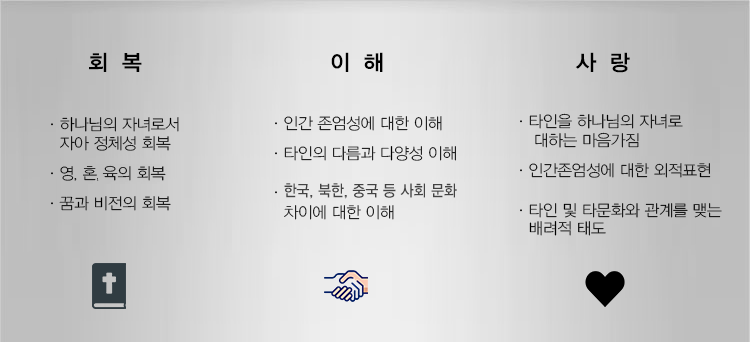 회 복
· 하나님의 자녀로서
자아 정체성 회복
· 영, 혼, 육의 회복
· 꿈과 비전의 회복
이 해
· 인간 존엄성에 대한 이해
· 타인의 다름과 다양성 이해
· 한국, 북한, 중국 등 사회 문화
차이에 대한 이해
사 랑
· 타인을 하나님의 자녀로
대하는 마음가짐
· 인간존엄성에 대한 외적표현
· 타인 및 타문화와 관계를 맺는
배려적 태도